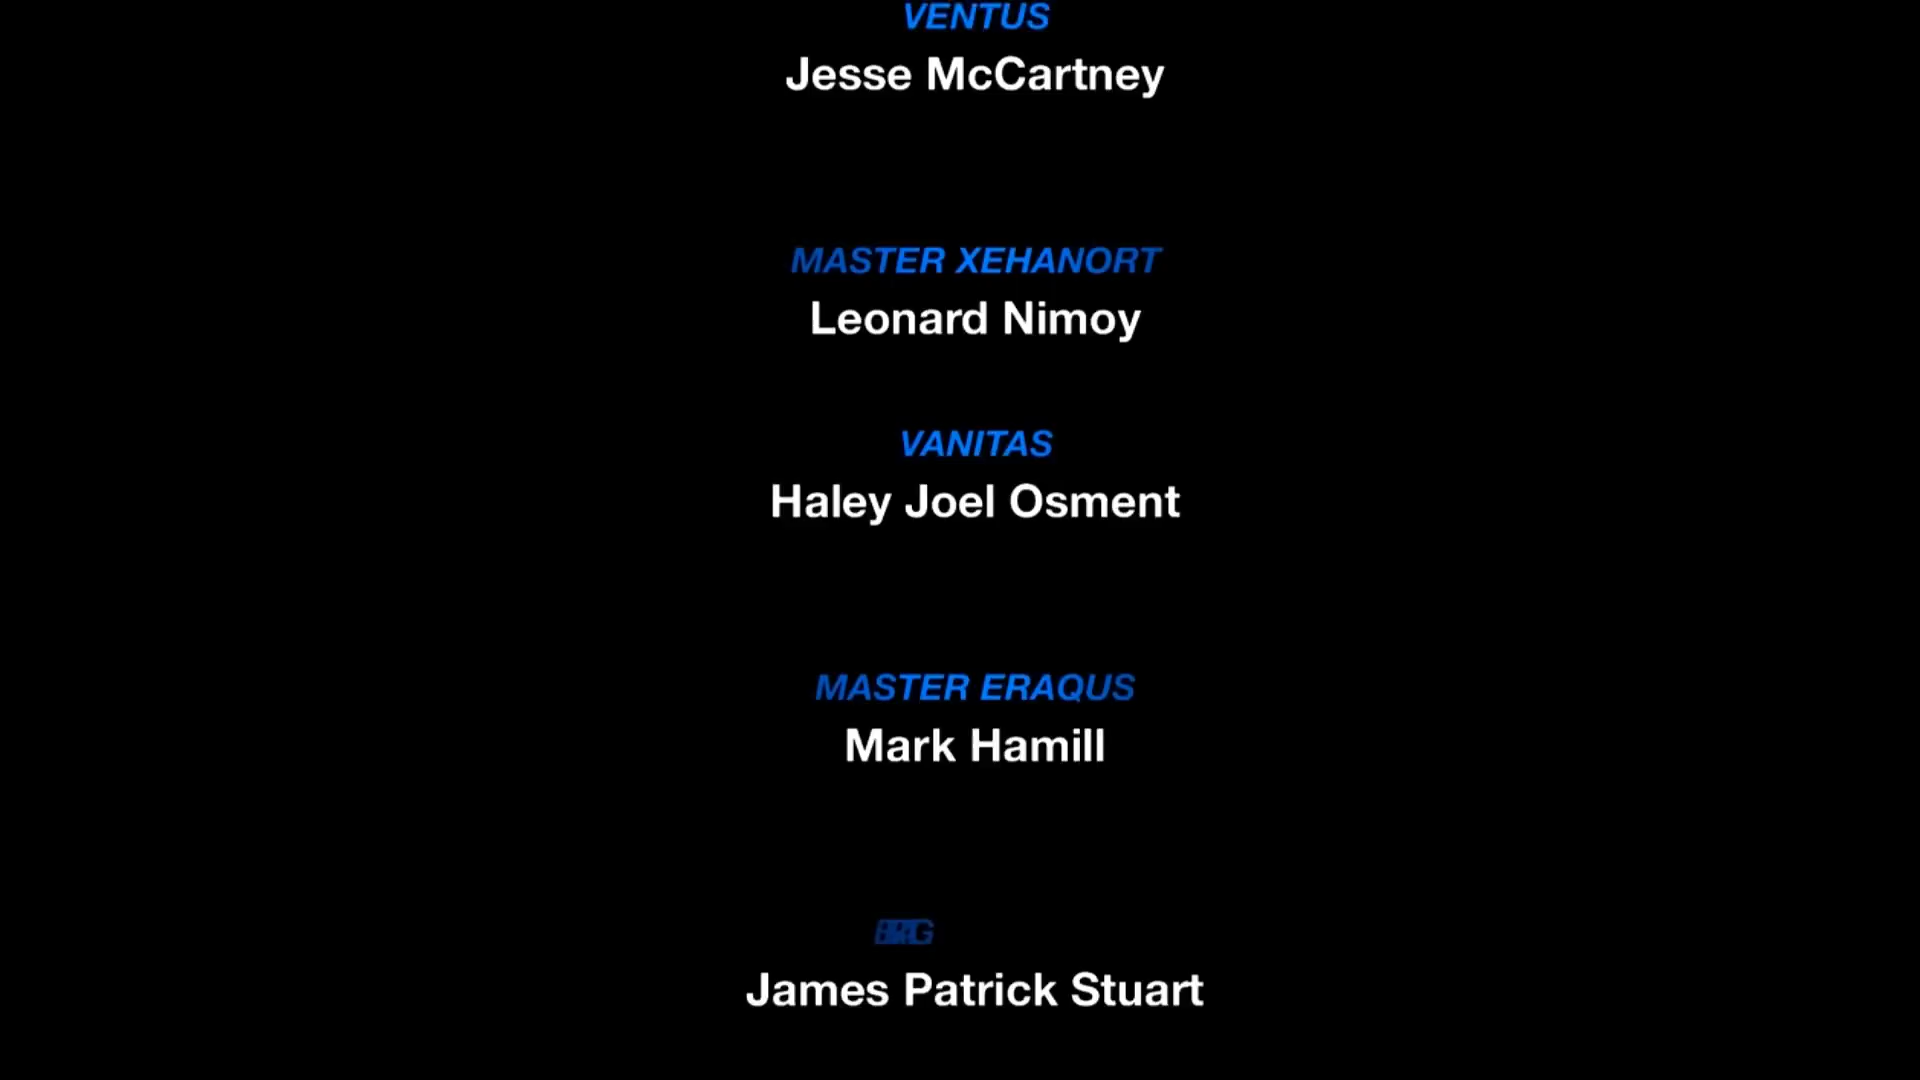 VENTUS
Jesse McCartney
MASTER XEHANORT
Leonard Nimoy
VANITAS
Haley Joel Osment
MASTER ERAQUS
Mark Hamill
James Patrick Stuart